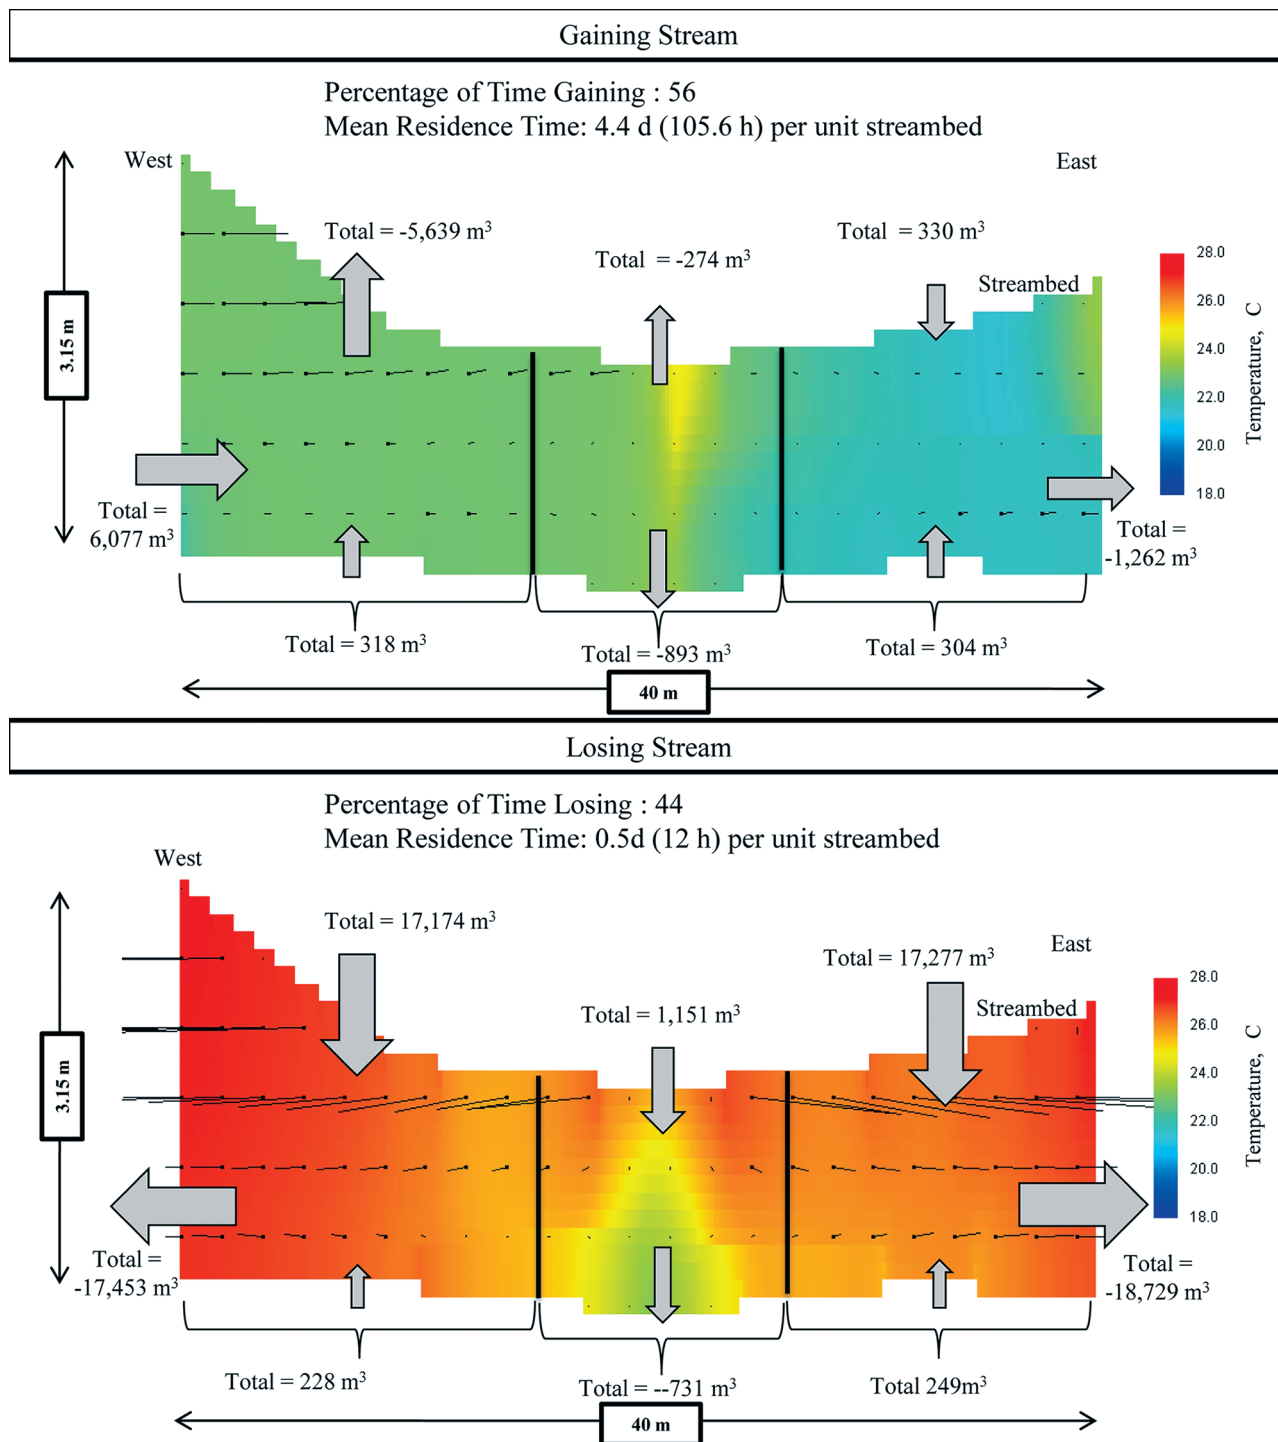 Gaining Stream
Percentage of Time Gaining : 56
Mean Residence Time: 4.4 d (105.6 h) per unit streambed
West
East
Total = -5,639 m³
Total = 330 m³
Total = -274 m³
Streambed
28.0
26.0
24.0
22.0
20.0
18.0
Temperature, C
3.15 m
Total =
6,077 m³
Total =
-1,262 m³
Total = 318 m³
Total = -893 m³
Total = 304 m³
40 m
Losing Stream
Percentage of Time Losing : 44
Mean Residence Time: 0.5d (12 h) per unit streambed
West
East
Total = 17,174 m³
Total = 17,277 m³
Total = 1,151 m³
Streambed
28.0
26.0
24.0
22.0
20.0
18.0
Temperature, C
3.15 m
Total =
-17,453 m³
Total =
-18,729 m³
Total = 228 m³
Total = --731 m³
Total 249m³
40 m